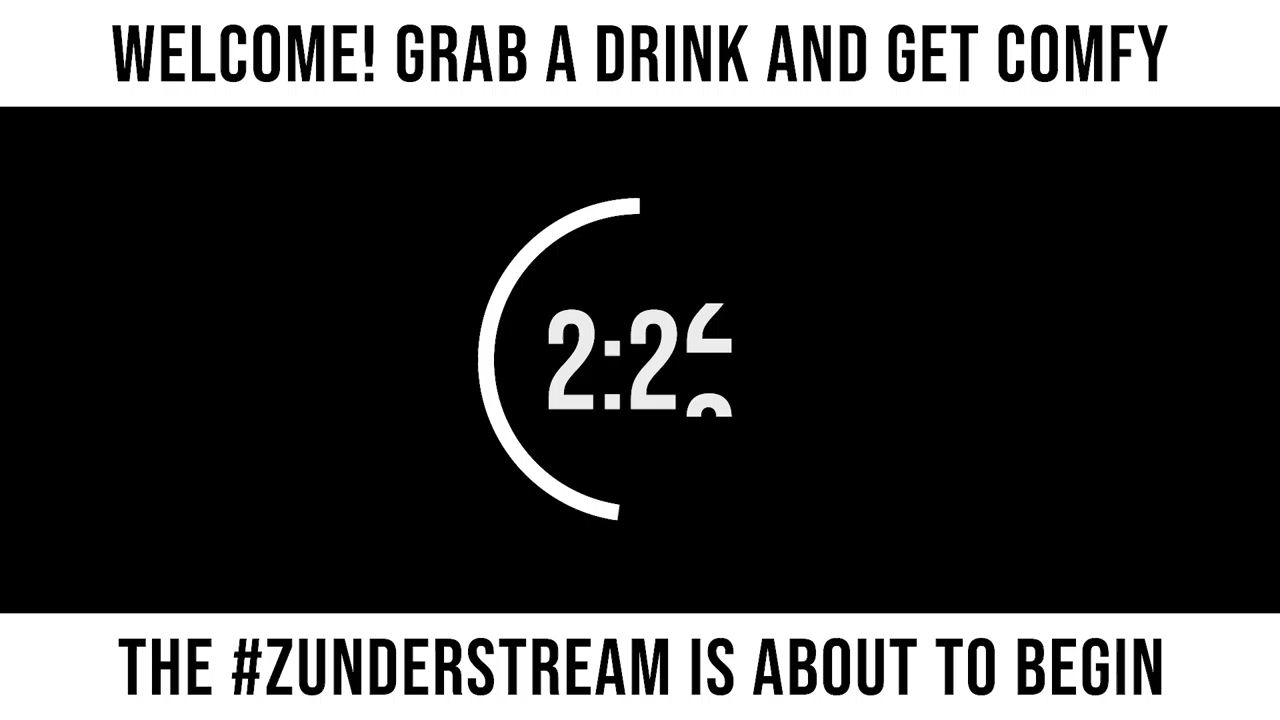 WELCOME! GRAB A DRINK AND GET COMFY
2:2
THE #ZUNDERSTREAM IS ABOUT TO BEGIN